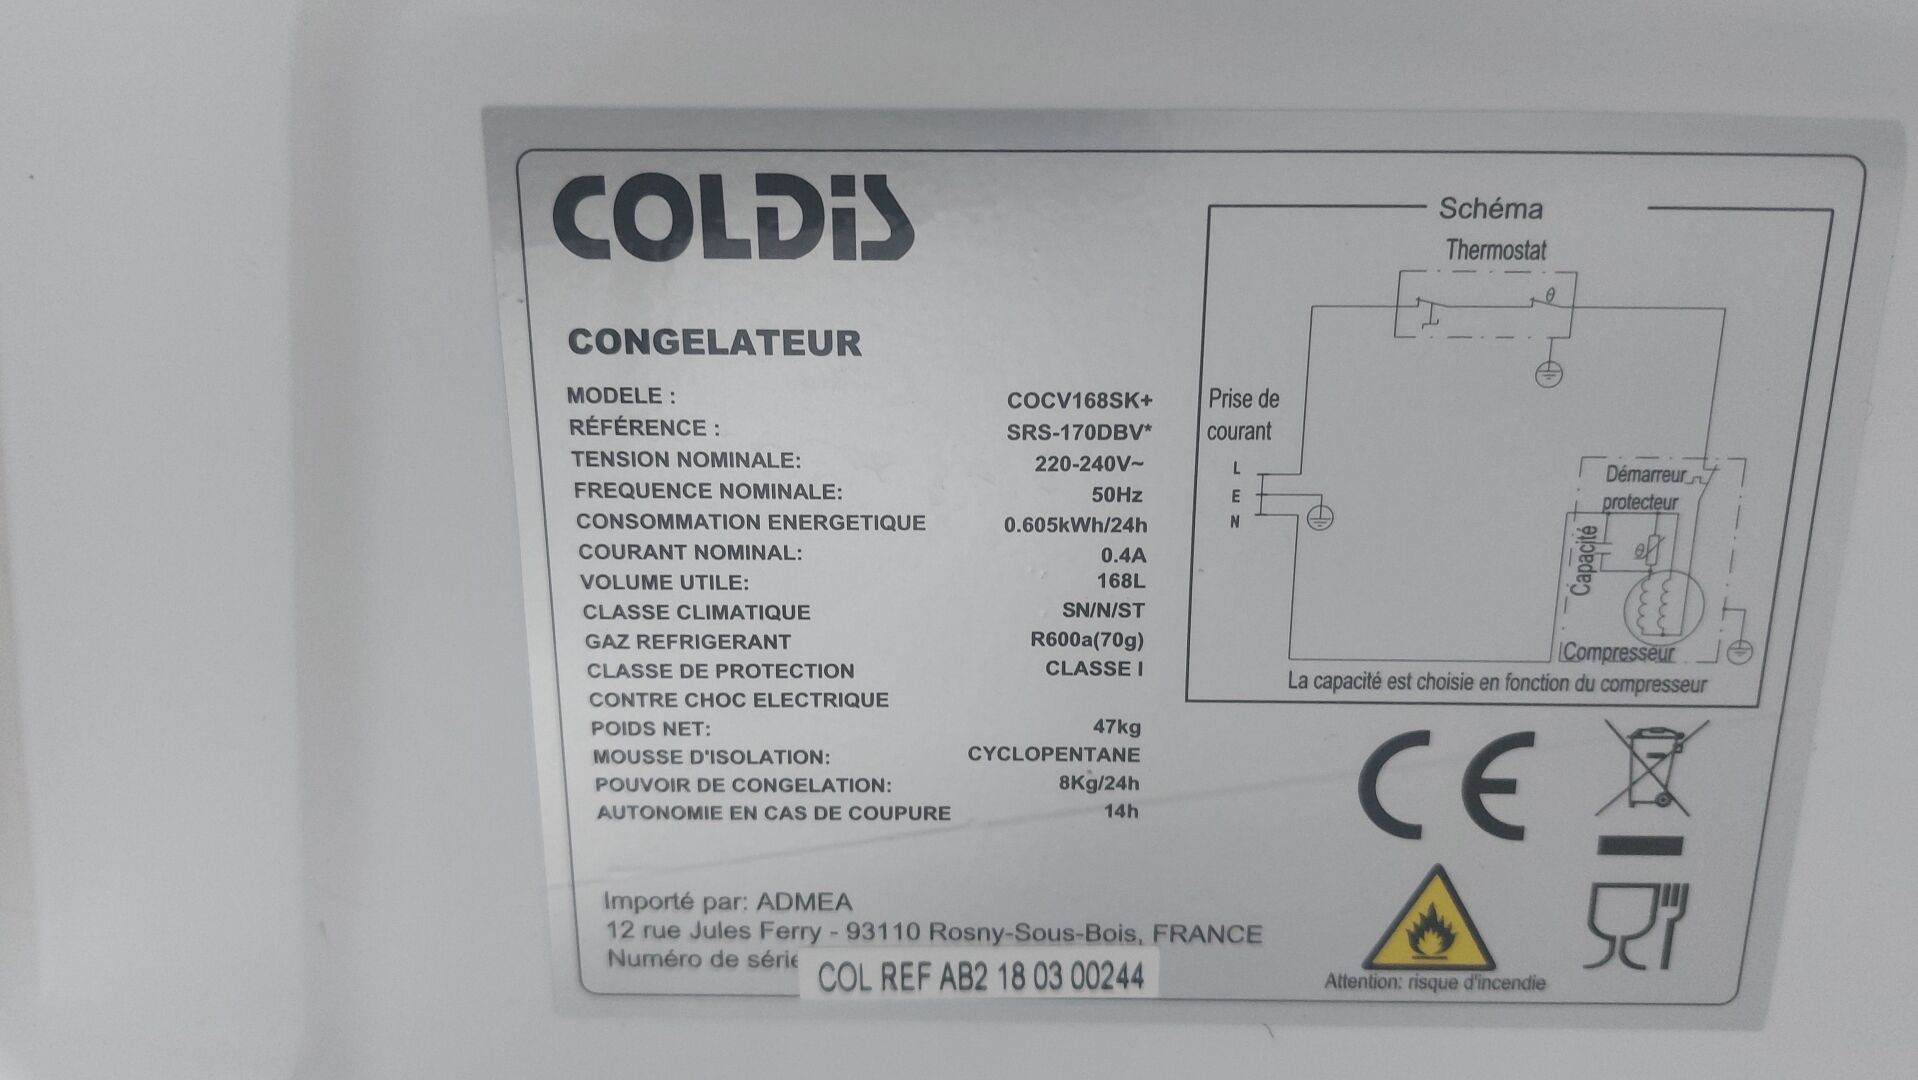 COLDIS
CONGELATEUR
MODELE : COCV168SK+
RÉFÉRENCE : SRS-170DBV*
TENSION NOMINALE: 220-240V~
FREQUENCE NOMINALE: 50Hz
CONSOMMATION ENERGETIQUE 0.605kWh/24h
COURANT NOMINAL: 0.4A
VOLUME UTILE: 168L
CLASSE CLIMATIQUE SN/N/ST
GAZ REFRIGERANT R600a(70g)
CLASSE DE PROTECTION CLASSE I
CONTRE CHOC ELECTRIQUE
POIDS NET: 47kg
MOUSSE D'ISOLATION: CYCLOPENTANE
POUVOIR DE CONGELATION: 8Kg/24h
AUTONOMIE EN CAS DE COUPURE 14h
Importé par: ADMEA
12 rue Jules Ferry - 93110 Rosny-Sous-Bois, FRANCE
Numéro de série
COL REF AB2 18 03 00244
Schéma
Thermostat
θ
Prise de
courant
L
E
N
Démarreur
protecteur
Capacité
θ
Compresseur
La capacité est choisie en fonction du compresseur
CE
Attention: risque d'incendie